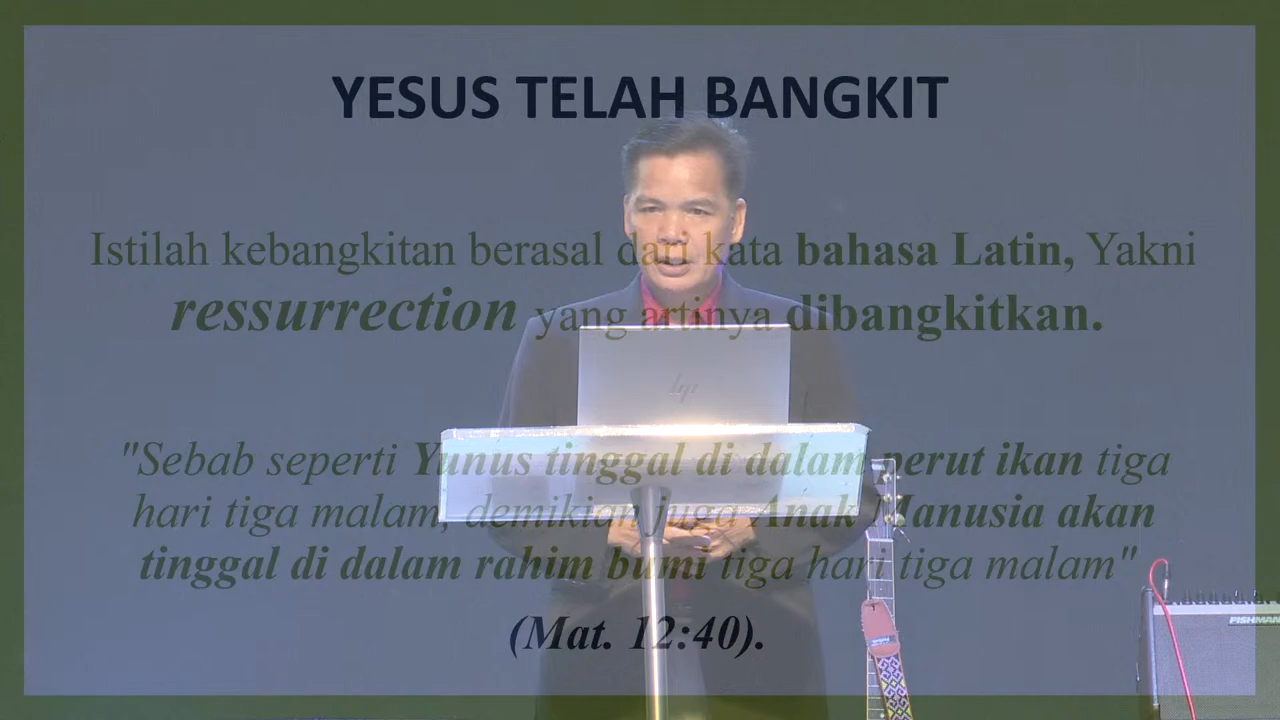 YESUS TELAH BANGKIT
Istilah kebangkitan berasal dari kata bahasa Latin, Yakni
ressurrection yang artinya dibangkitkan.
"Sebab seperti Yunus tinggal di dalam perut ikan tiga
hari tiga malam, demikian juga Anak Manusia akan
tinggal di dalam rahim bumi tiga hari tiga malam"
(Mat. 12:40).
hp
FISHMAN